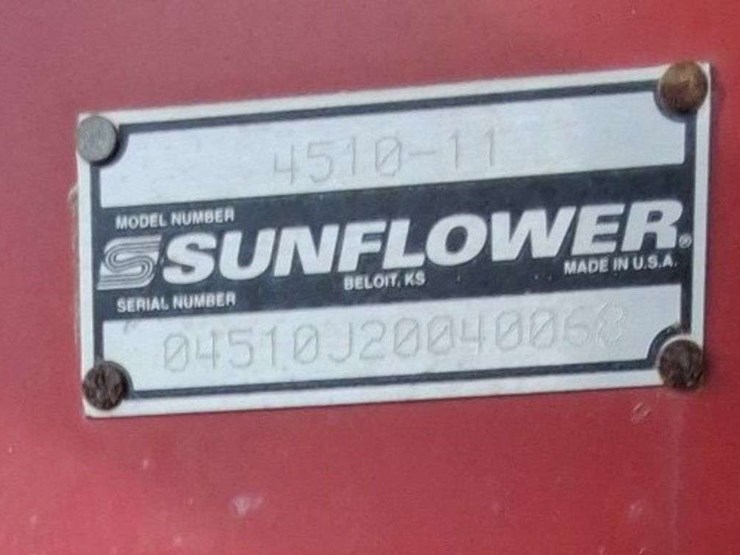 4510-11
MODEL NUMBER
SUNFLOWER®
BELOIT, KS
MADE IN U.S.A.
SERIAL NUMBER
04510J20040068